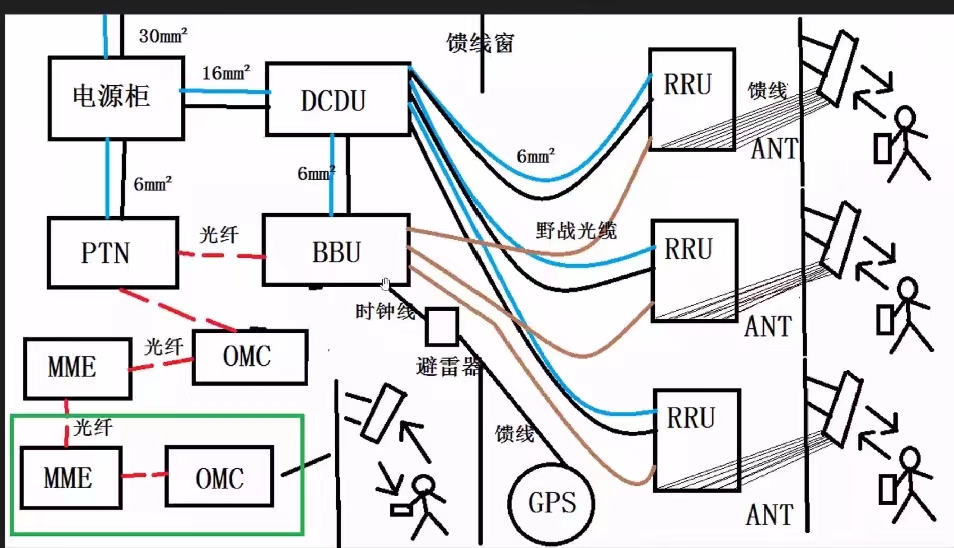 30mm²
馈线窗
电源柜
16mm²
DCDU
RRU
馈线
ANT
6mm²
6mm²
6mm²
野战光缆
PTN
光纤
BBU
RRU
时钟线
ANT
避雷器
MME
光纤
OMC
光纤
RRU
馈线
MME
OMC
GPS
ANT